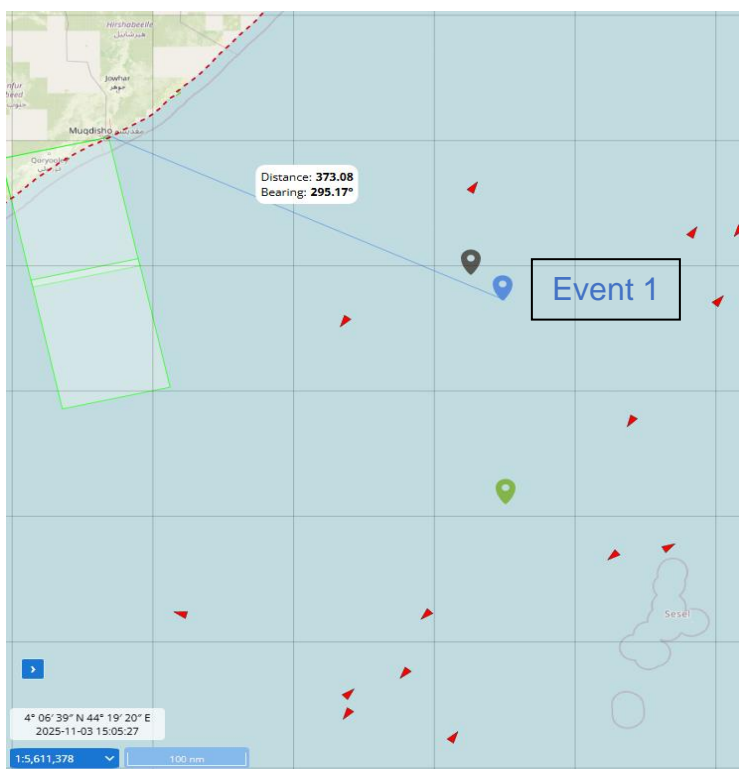 Hirshabeelle
هيرشابيل
Jowhar
جوهر
Muqdisho مقديشو
Qoryooley
Distance: 373.08
Bearing: 295.17°
Event 1
Sesel
4° 06′ 39″ N 44° 19′ 20″ E
2025-11-03 15:05:27
1:5,611,378
100 nm